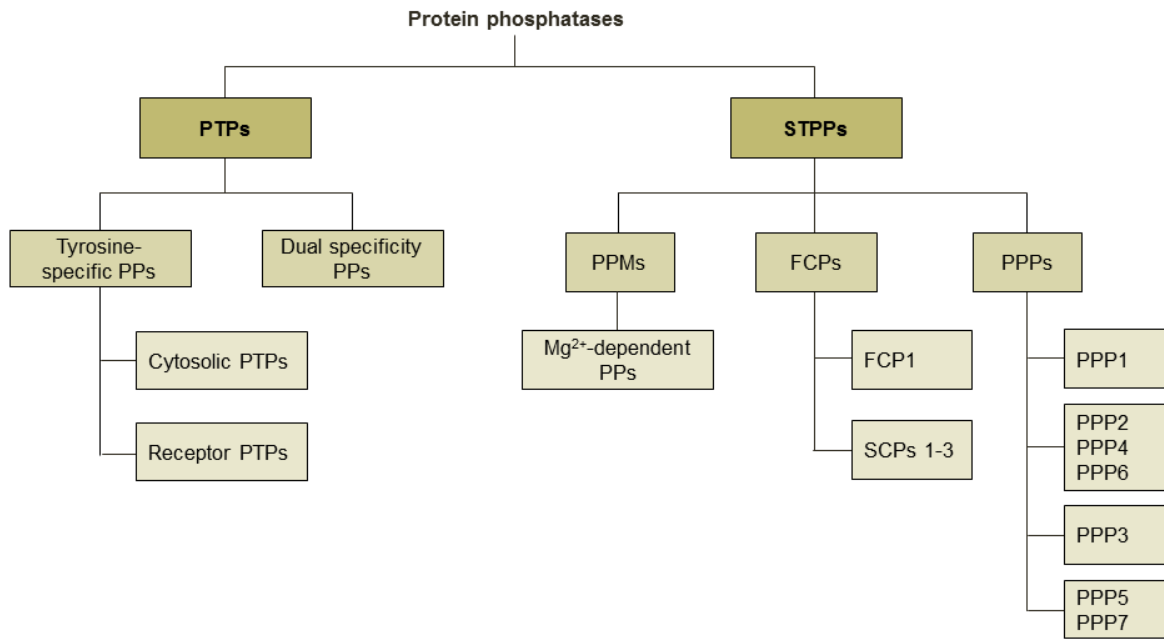 Protein phosphatases
PTPs
STPPs
Tyrosine-
specific PPs
Dual specificity
PPs
PPMs
FCPs
PPPs
Cytosolic PTPs
Receptor PTPs
Mg²⁺-dependent
PPs
FCP1
SCPs 1-3
PPP1
PPP2
PPP4
PPP6
PPP3
PPP5
PPP7